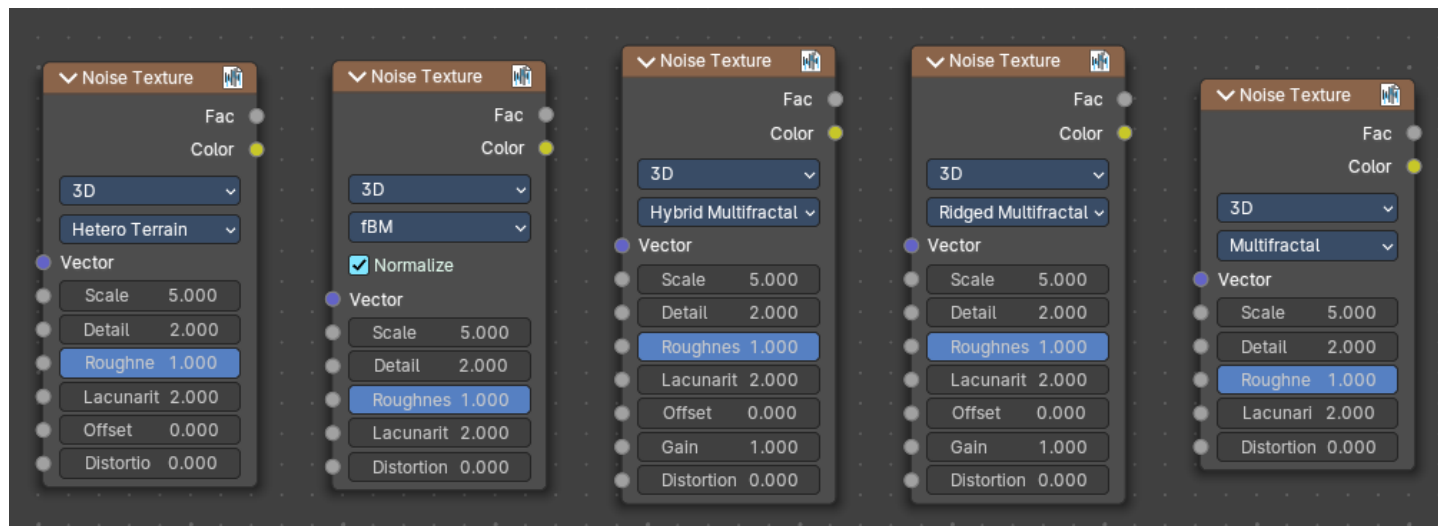 Noise Texture
Fac
Color
3D
Hetero Terrain
Vector
Scale 5.000
Detail 2.000
Roughne 1.000
Lacunarit 2.000
Offset 0.000
Distortio 0.000
Noise Texture
Fac
Color
3D
fBM
Normalize
Vector
Scale 5.000
Detail 2.000
Roughnes 1.000
Lacunarit 2.000
Distortion 0.000
Noise Texture
Fac
Color
3D
Hybrid Multifractal
Vector
Scale 5.000
Detail 2.000
Roughnes 1.000
Lacunarit 2.000
Offset 0.000
Gain 1.000
Distortion 0.000
Noise Texture
Fac
Color
3D
Ridged Multifractal
Vector
Scale 5.000
Detail 2.000
Roughnes 1.000
Lacunarit 2.000
Offset 0.000
Gain 1.000
Distortion 0.000
Noise Texture
Fac
Color
3D
Multifractal
Vector
Scale 5.000
Detail 2.000
Roughne 1.000
Lacunari 2.000
Distortion 0.000